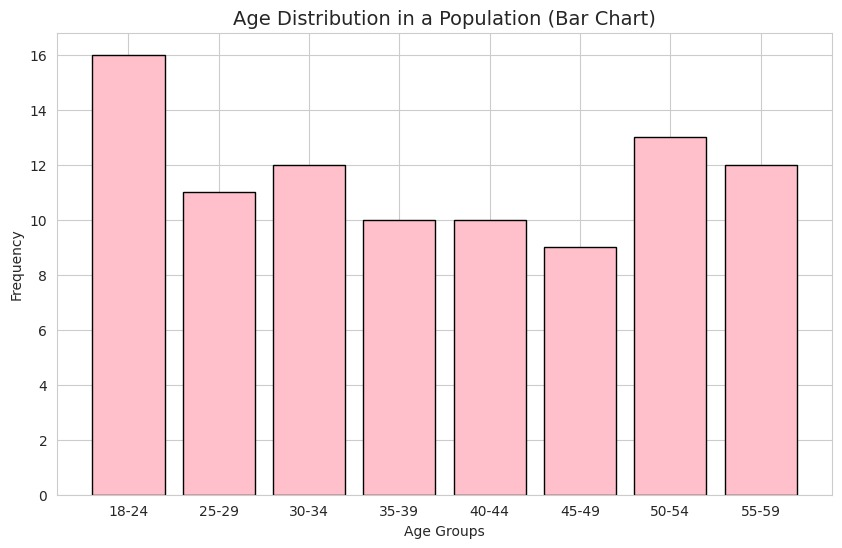 Age Distribution in a Population (Bar Chart)
Frequency
16
14
12
10
8
6
4
2
0
18-24 25-29 30-34 35-39 40-44 45-49 50-54 55-59
Age Groups